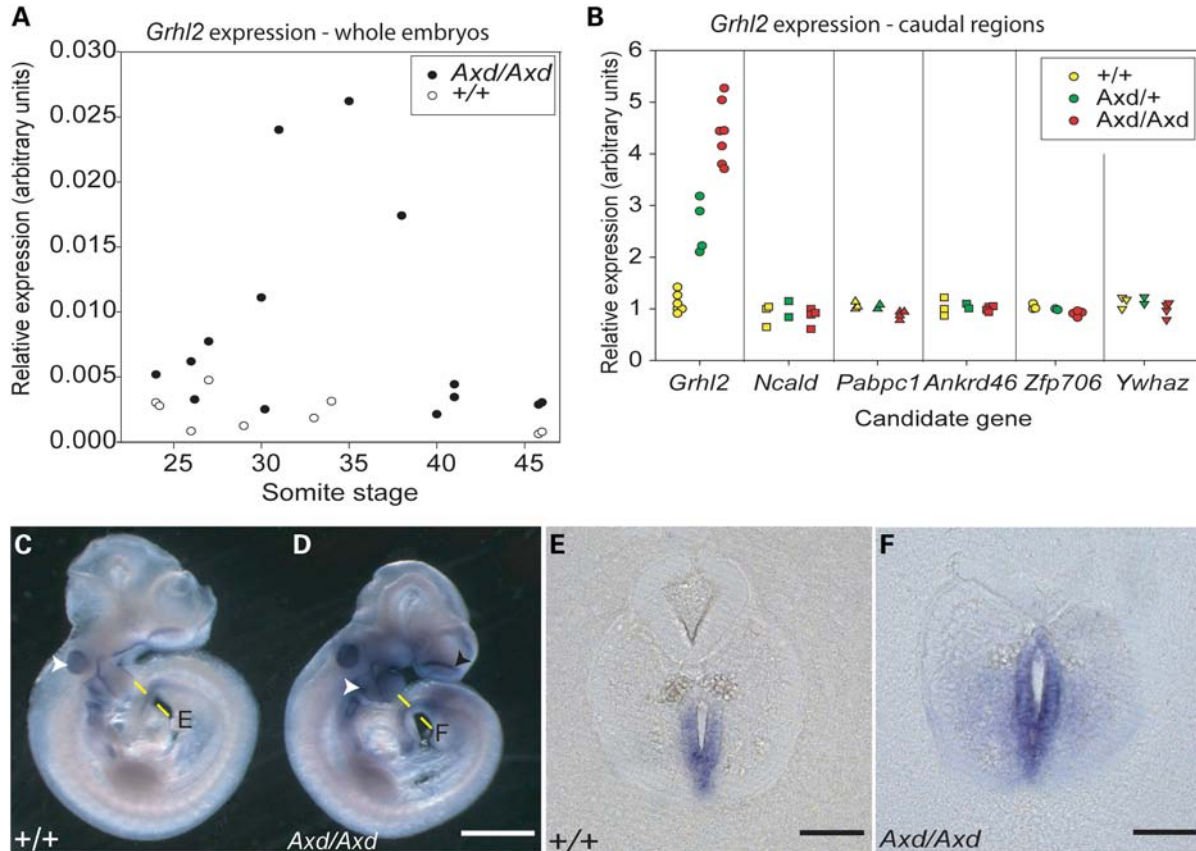 A
Grhl2 expression - whole embryos
Relative expression (arbitrary units)
0.030
0.025
0.020
0.015
0.010
0.005
0.000
Axd/Axd
+/+
25 30 35 40 45
Somite stage
B
Grhl2 expression - caudal regions
Relative expression (arbitrary units)
6
5
4
3
2
1
0
+/+
Axd/+
Axd/Axd
Grhl2 Ncald Pabpc1 Ankrd46 Zfp706 Ywhaz
Candidate gene
C
E
+/+
D
F
Axd/Axd
E
+/+
F
Axd/Axd